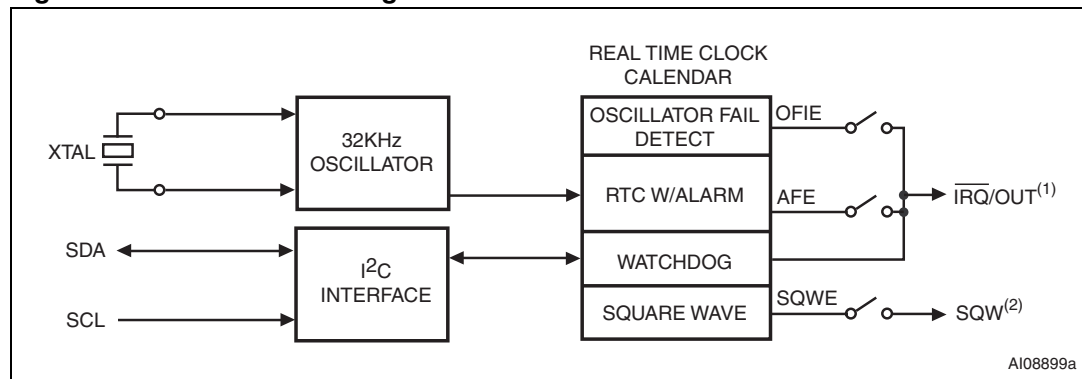 REAL TIME CLOCK
CALENDAR
XTAL
32KHz
OSCILLATOR
OSCILLATOR FAIL
DETECT
OFIE
RTC W/ALARM
AFE
IRQ/OUT(1)
SDA
SCL
I2C
INTERFACE
WATCHDOG
SQUARE WAVE
SQWE
SQW(2)
AI08899a